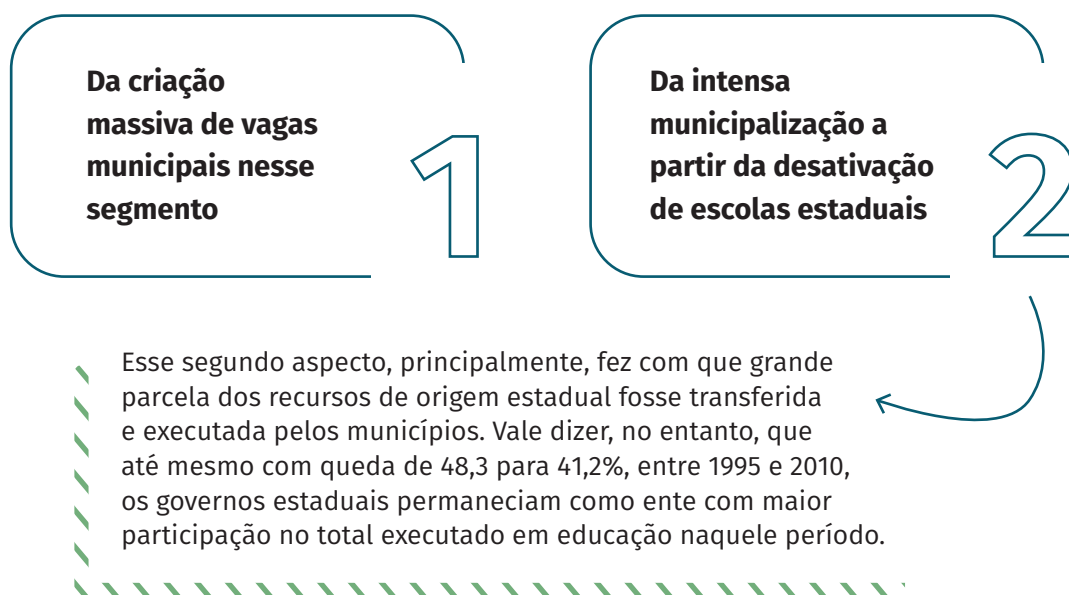 Da criação
massiva de vagas
municipais nesse
segmento
1
Da intensa
municipalização a
partir da desativação
de escolas estaduais
2
Esse segundo aspecto, principalmente, fez com que grande
parcela dos recursos de origem estadual fosse transferida
e executada pelos municípios. Vale dizer, no entanto, que
até mesmo com queda de 48,3 para 41,2%, entre 1995 e 2010,
os governos estaduais permaneciam como ente com maior
participação no total executado em educação naquele período.